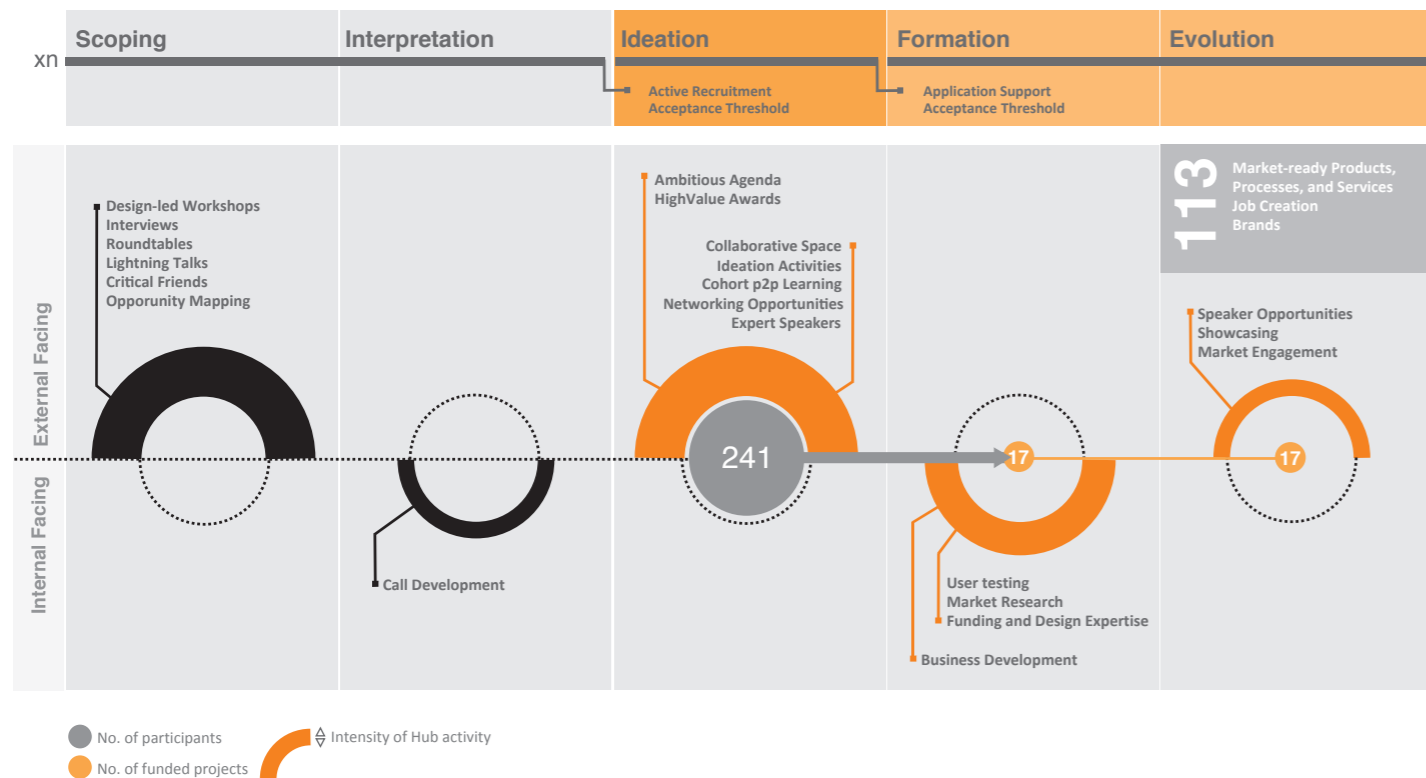 Scoping
Interpretation
Ideation
Formation
Evolution
xn
Active Recruitment
Acceptance Threshold
Application Support
Acceptance Threshold
External Facing
Internal Facing
Design-led Workshops
Interviews
Roundtables
Lightning Talks
Critical Friends
Opporunity Mapping
Call Development
Ambitious Agenda
HighValue Awards
Collaborative Space
Ideation Activities
Cohort p2p Learning
Networking Opportunities
Expert Speakers
241
17
User testing
Market Research
Funding and Design Expertise
Business Development
113
Market-ready Products,
Processes, and Services
Job Creation
Brands
Speaker Opportunities
Showcasing
Market Engagement
17
No. of participants
No. of funded projects
Intensity of Hub activity